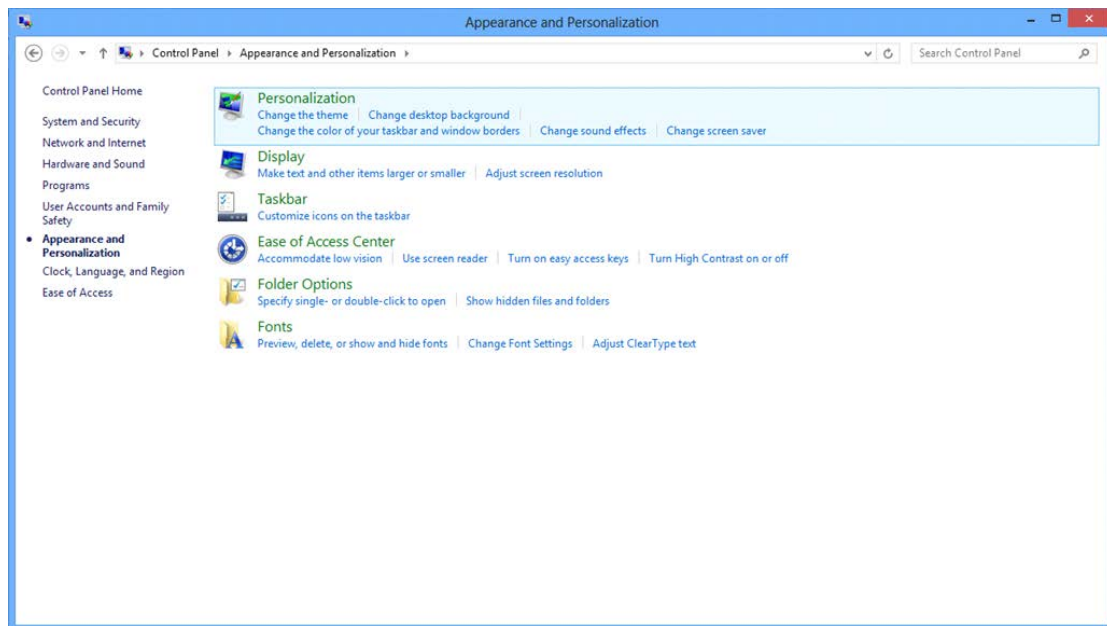 Appearance and Personalization
Control Panel Appearance and Personalization
Search Control Panel
Control Panel Home
System and Security
Network and Internet
Hardware and Sound
Programs
User Accounts and Family
Safety
Appearance and
Personalization
Clock, Language, and Region
Ease of Access
Personalization
Change the theme Change desktop background
Change the color of your taskbar and window borders Change sound effects Change screen saver
Display
Make text and other items larger or smaller Adjust screen resolution
Taskbar
Customize icons on the taskbar
Ease of Access Center
Accommodate low vision Use screen reader Turn on easy access keys Turn High Contrast on or off
Folder Options
Specify single- or double-click to open Show hidden files and folders
Fonts
Preview, delete, or show and hide fonts Change Font Settings Adjust ClearType text